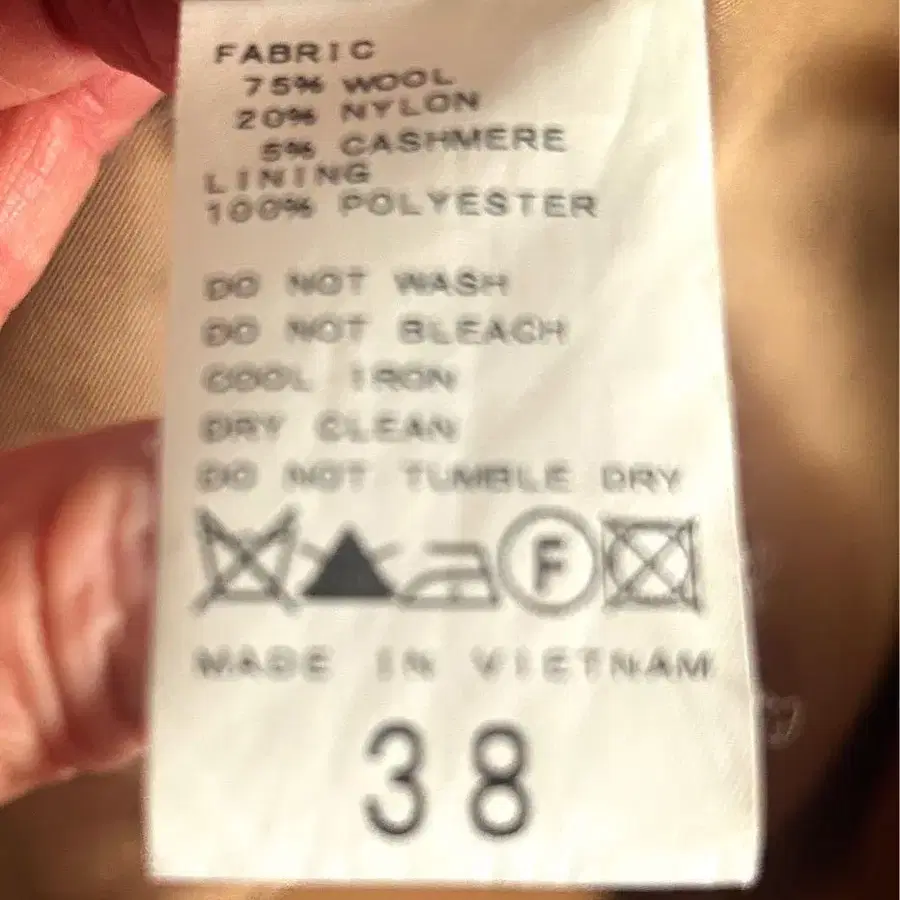 FABRIC
75% WOOL
20% NYLON
5% CASHMERE
LINING
100% POLYESTER
DO NOT WASH
DO NOT BLEACH
COOL IRON
DRY CLEAN
DO NOT TUMBLE DRY
F
MADE IN VIETNAM
38